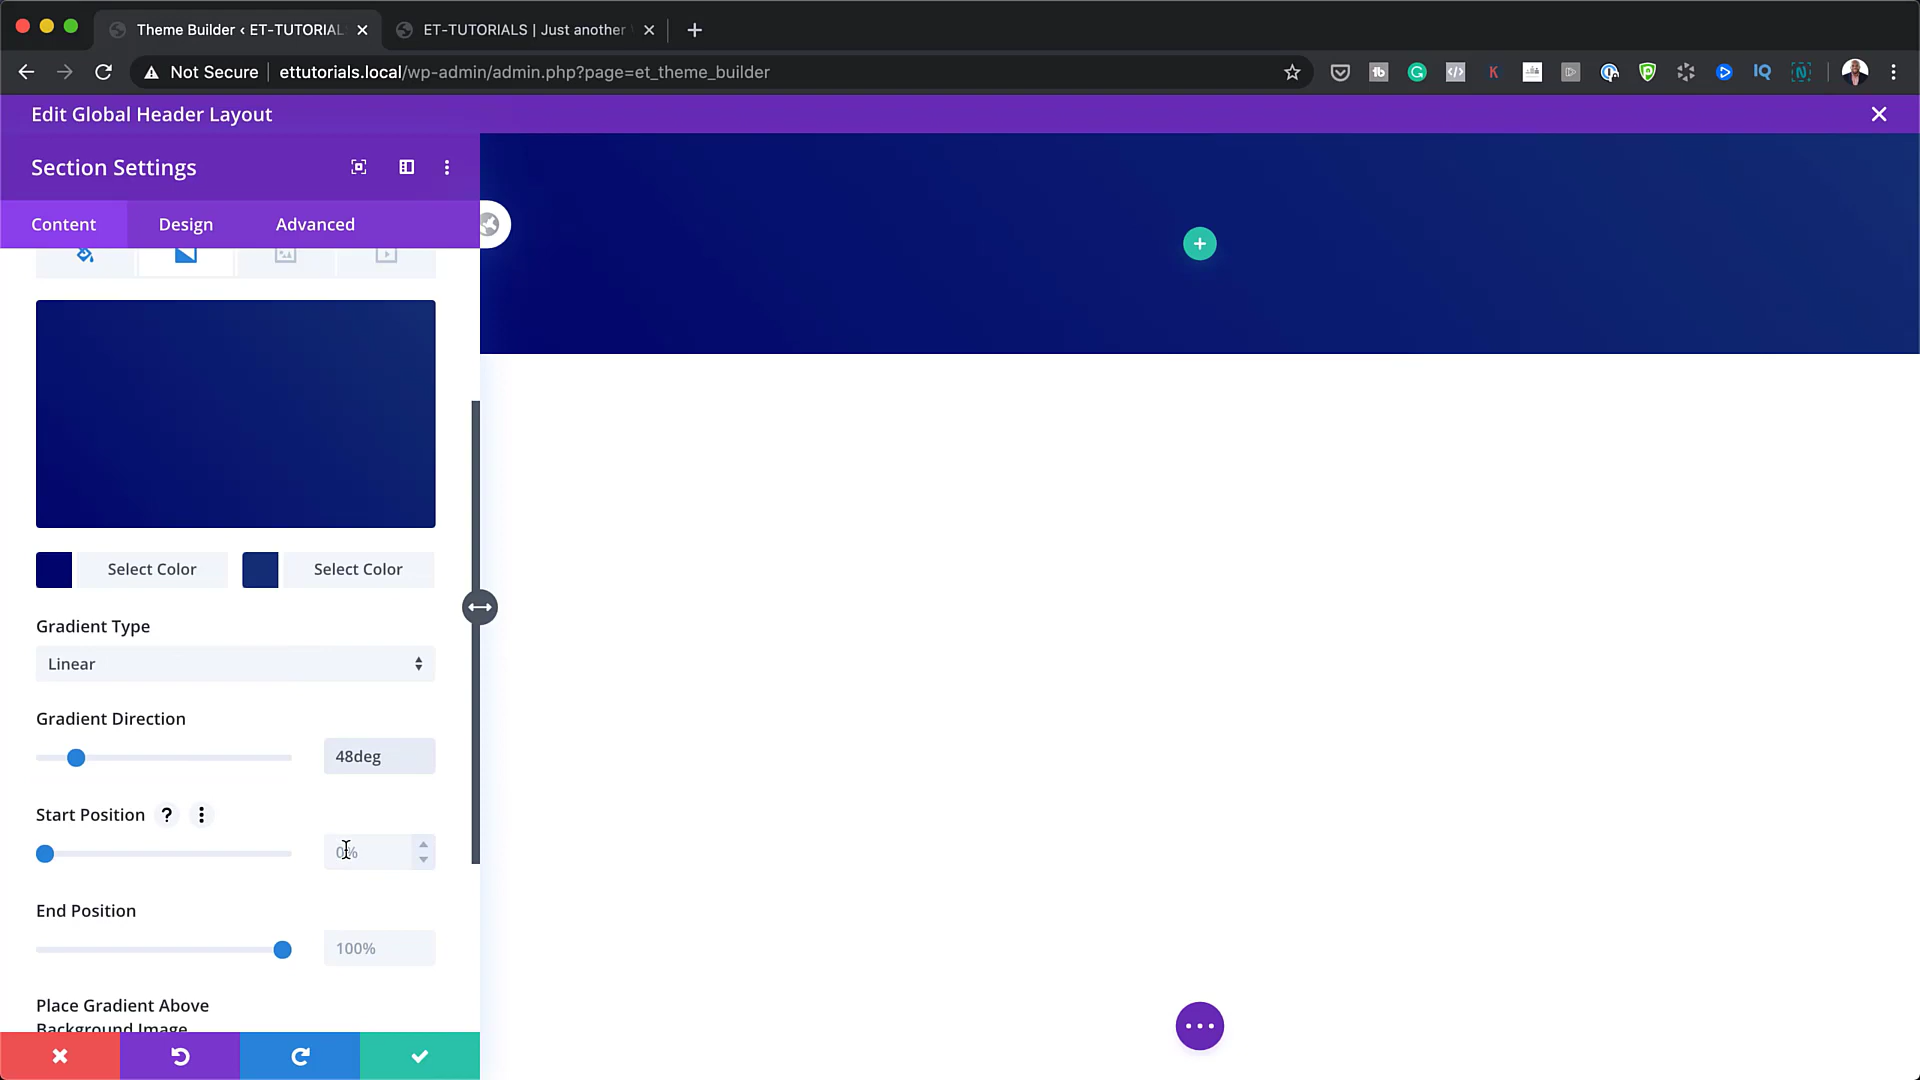 Theme Builder ‹ ET-TUTORIAL
ET-TUTORIALS | Just another
Not Secure
ettutorials.local/wp-admin/admin.php?page=et_theme_builder
Edit Global Header Layout
Section Settings
Content
Design
Advanced
Select Color
Select Color
Gradient Type
Linear
Gradient Direction
48deg
Start Position
0%
End Position
100%
Place Gradient Above
Background Image